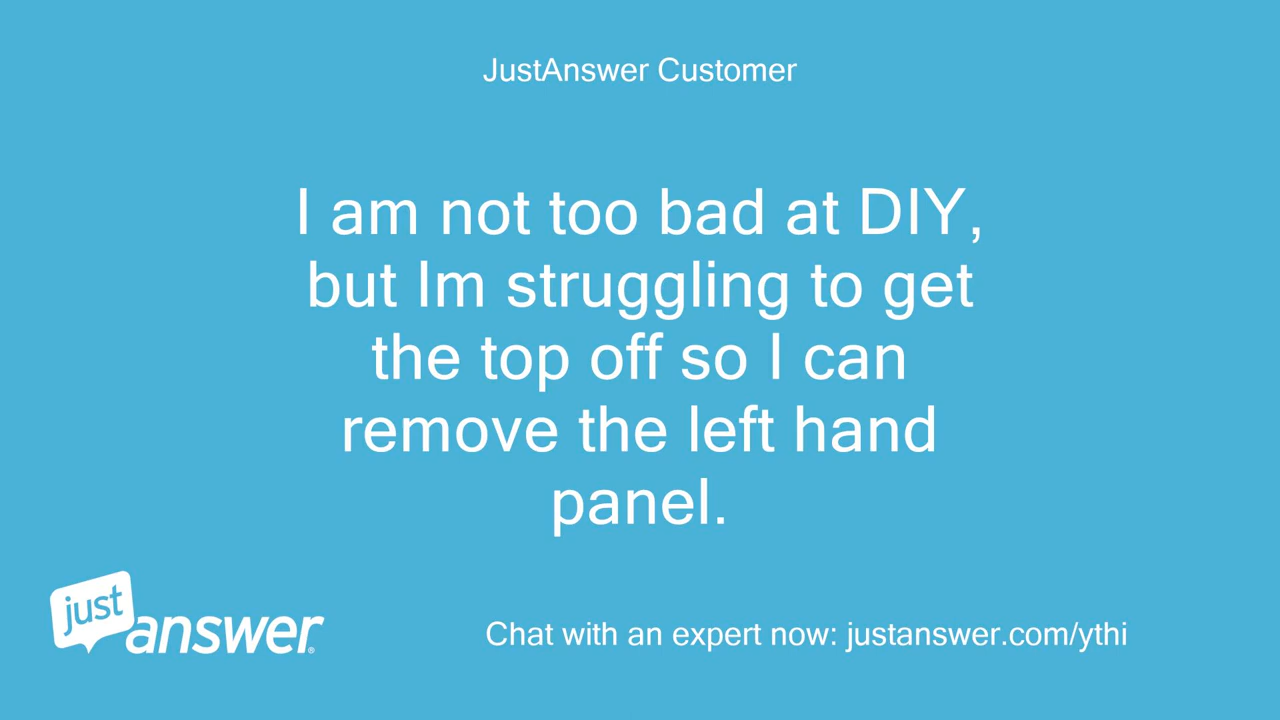 JustAnswer Customer
I am not too bad at DIY,
but Im struggling to get
the top off so I can
remove the left hand
panel.
just
answer®
Chat with an expert now: justanswer.com/ythi